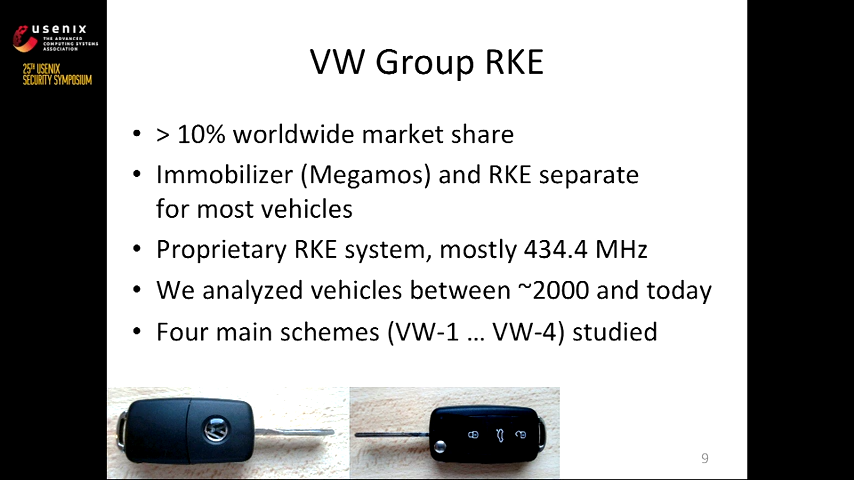 usenix
THE ADVANCED
COMPUTING SYSTEMS
ASSOCIATION
25TH USENIX
SECURITY SYMPOSIUM
VW Group RKE
• > 10% worldwide market share
• Immobilizer (Megamos) and RKE separate
for most vehicles
• Proprietary RKE system, mostly 434.4 MHz
• We analyzed vehicles between ~2000 and today
• Four main schemes (VW-1 … VW-4) studied
9